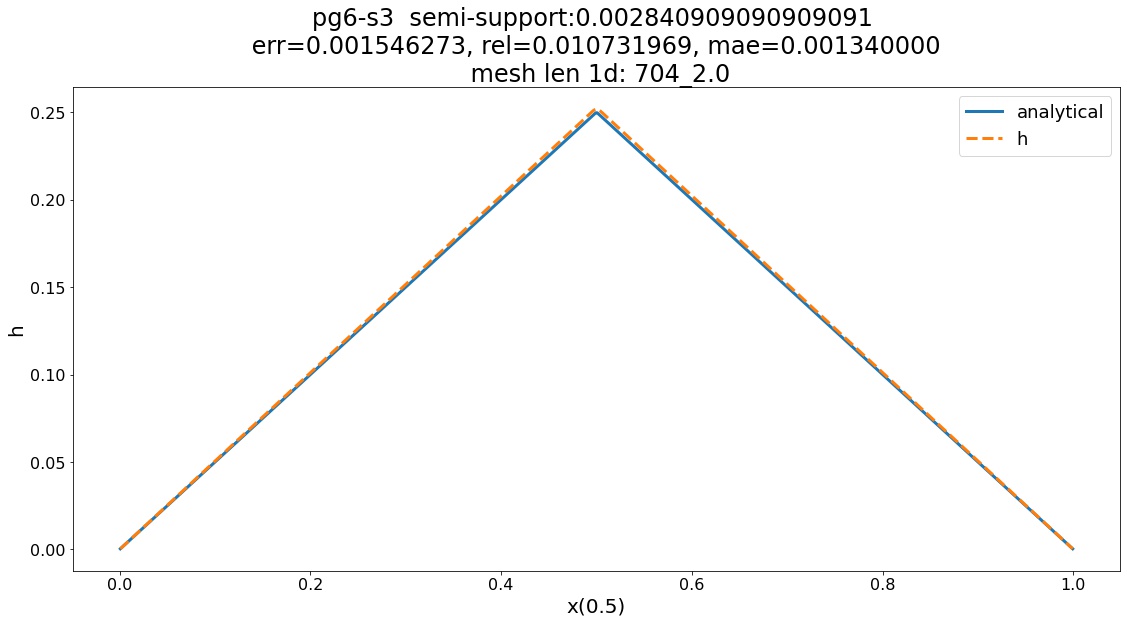 pg6-s3  semi-support:0.002840909090909091
err=0.001546273, rel=0.010731969, mae=0.001340000
mesh len 1d: 704_2.0
analytical
h
0.25
0.20
0.15
0.10
0.05
0.00
h
0.0
0.2
0.4
0.6
0.8
1.0
x(0.5)